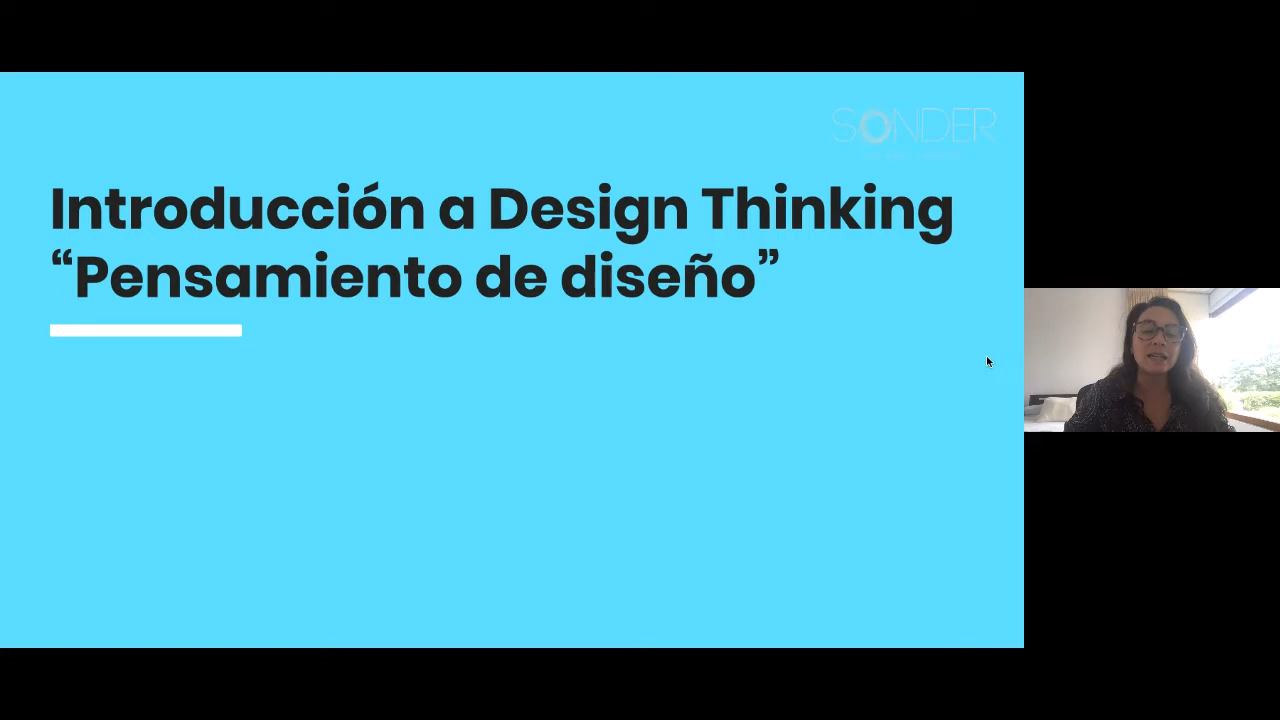 SONDER
Introducción a Design Thinking
“Pensamiento de diseño”